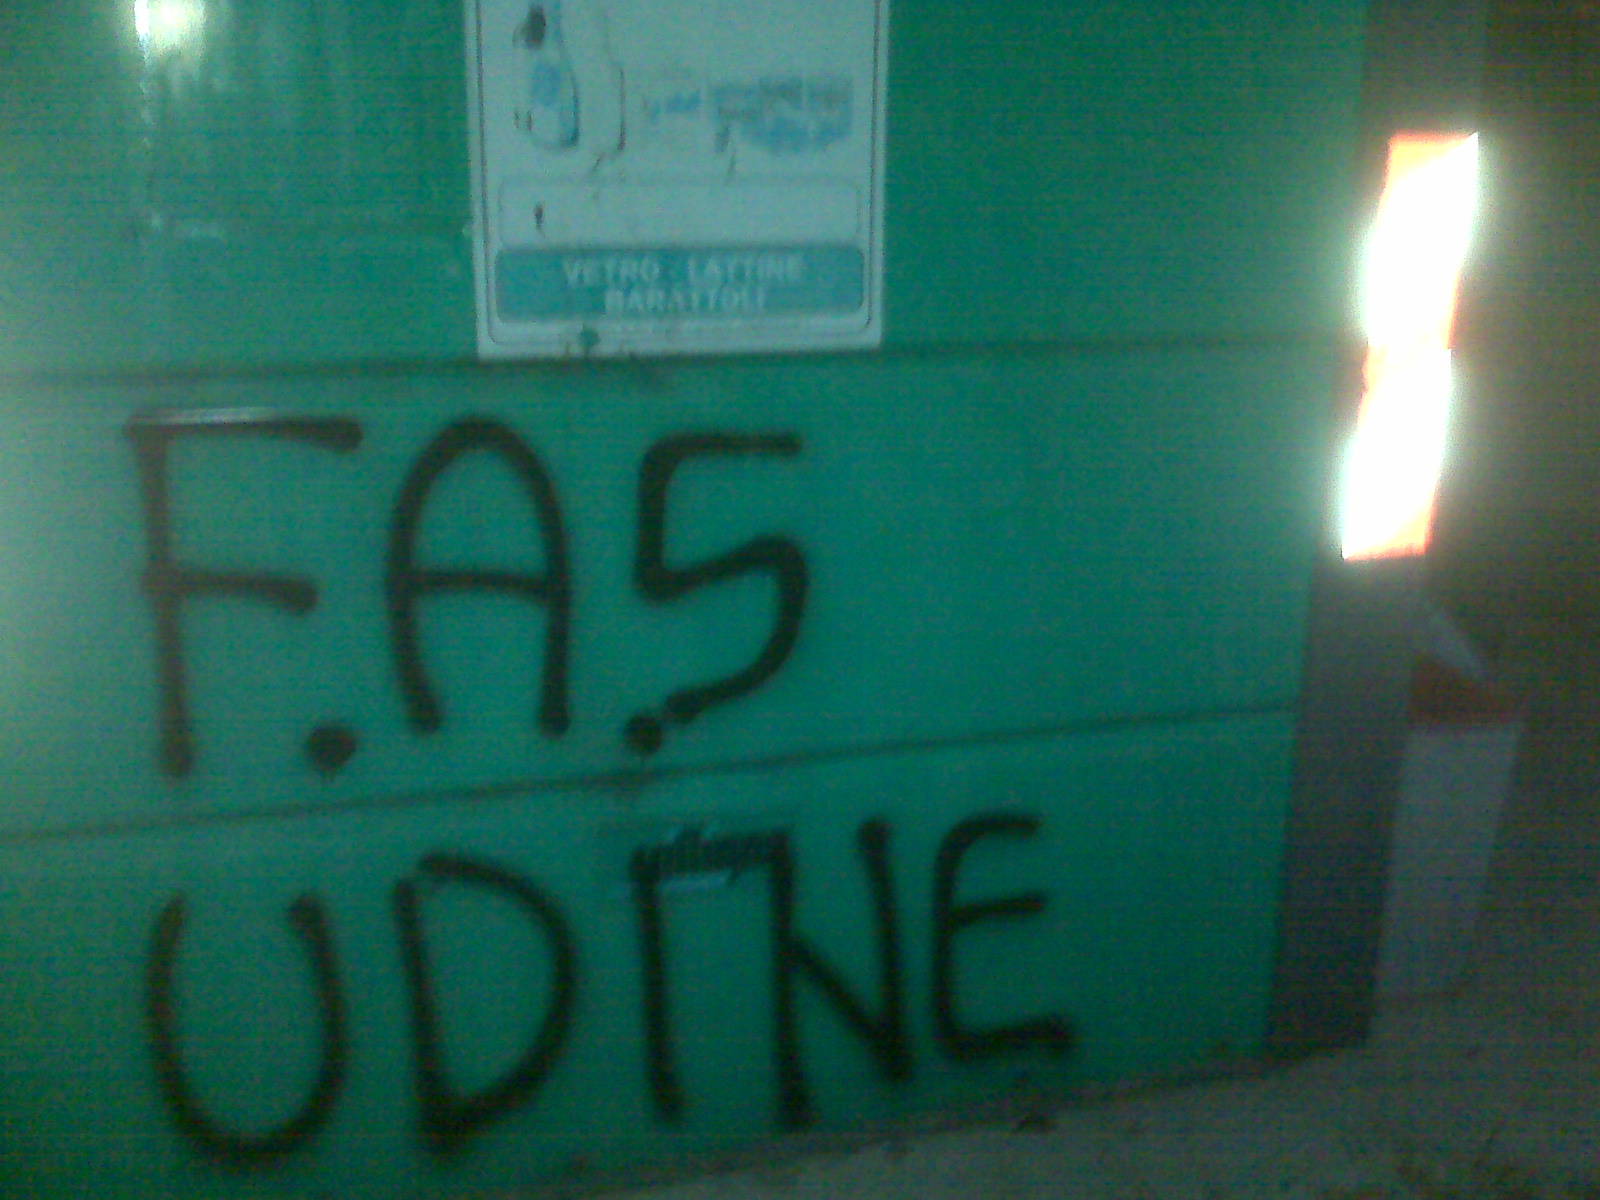 VETRO - LATTINE
BARATTOLI
F.A.S
UDINE